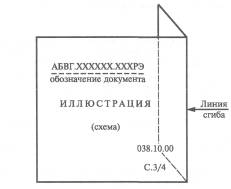 АБВГ.XXXXXX.XXXРЭ
обозначение документа
ИЛЛЮСТРАЦИЯ
(схема)
Линия
сгиба
038.10.00
С.3/4